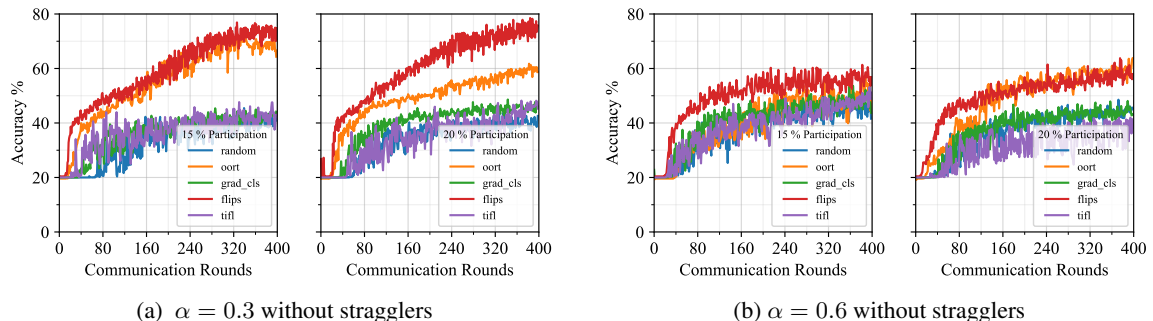 80
60
40
20
0
Accuracy %
15 % Participation
random
oort
grad_cls
flips
tifl
0 80 160 240 320 400
Communication Rounds
20 % Participation
random
oort
grad_cls
flips
tifl
0 80 160 240 320 400
Communication Rounds
(a) α = 0.3 without stragglers
80
60
40
20
0
Accuracy %
15 % Participation
random
oort
grad_cls
flips
tifl
0 80 160 240 320 400
Communication Rounds
20 % Participation
random
oort
grad_cls
flips
tifl
0 80 160 240 320 400
Communication Rounds
(b) α = 0.6 without stragglers